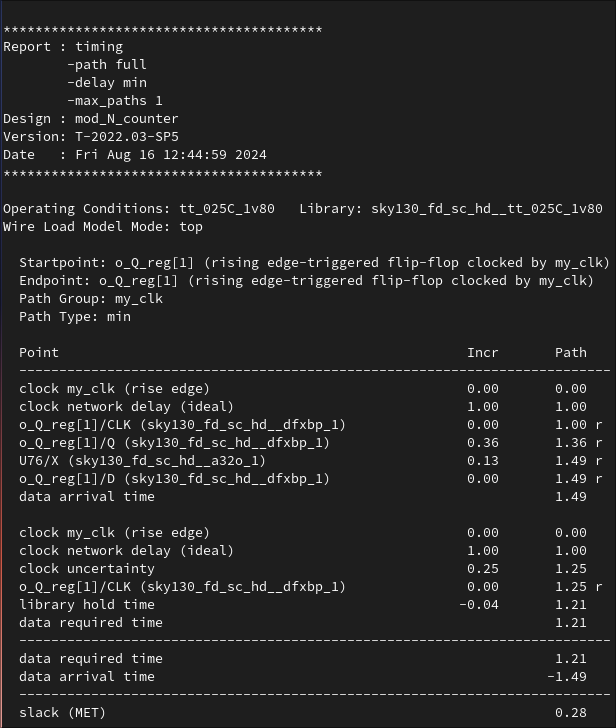 ****************************************
Report : timing
        -path full
        -delay min
        -max_paths 1
Design : mod_N_counter
Version: T-2022.03-SP5
Date   : Fri Aug 16 12:44:59 2024
****************************************

Operating Conditions: tt_025C_1v80   Library: sky130_fd_sc_hd__tt_025C_1v80
Wire Load Model Mode: top

  Startpoint: o_Q_reg[1] (rising edge-triggered flip-flop clocked by my_clk)
  Endpoint: o_Q_reg[1] (rising edge-triggered flip-flop clocked by my_clk)
  Path Group: my_clk
  Path Type: min

  Point                                                   Incr       Path
  --------------------------------------------------------------------------
  clock my_clk (rise edge)                                0.00       0.00
  clock network delay (ideal)                             1.00       1.00
  o_Q_reg[1]/CLK (sky130_fd_sc_hd__dfxbp_1)               0.00       1.00 r
  o_Q_reg[1]/Q (sky130_fd_sc_hd__dfxbp_1)                 0.36       1.36 r
  U76/X (sky130_fd_sc_hd__a32o_1)                         0.13       1.49 r
  o_Q_reg[1]/D (sky130_fd_sc_hd__dfxbp_1)                 0.00       1.49 r
  data arrival time                                                  1.49

  clock my_clk (rise edge)                                0.00       0.00
  clock network delay (ideal)                             1.00       1.00
  clock uncertainty                                       0.25       1.25
  o_Q_reg[1]/CLK (sky130_fd_sc_hd__dfxbp_1)               0.00       1.25 r
  library hold time                                      -0.04       1.21
  data required time                                                 1.21
  --------------------------------------------------------------------------
  data required time                                                 1.21
  data arrival time                                                 -1.49
  --------------------------------------------------------------------------
  slack (MET)                                                        0.28